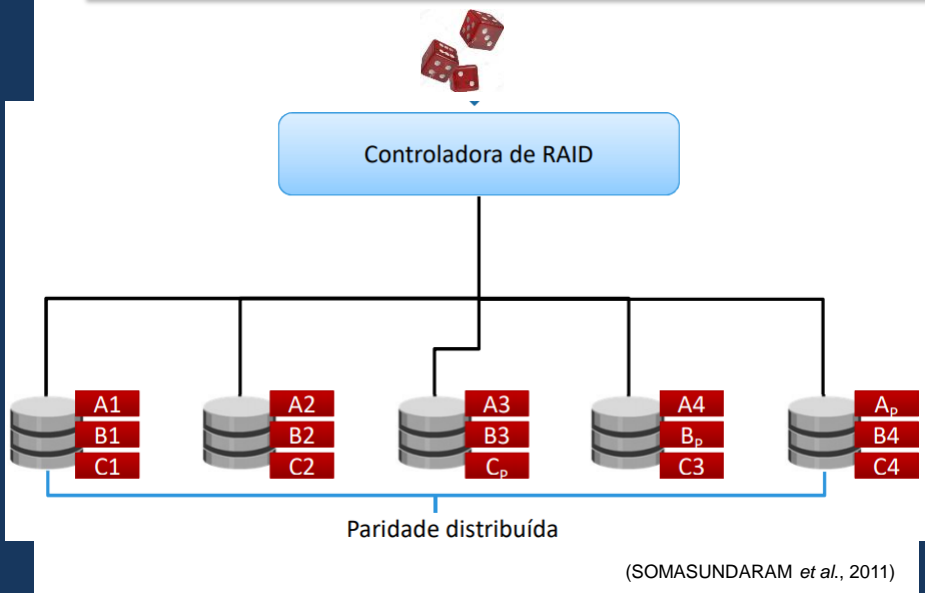 Controladora de RAID
A1 A2 A3 A4 Aₚ
B1 B2 B3 Bₚ B4
C1 C2 Cₚ C3 C4
Paridade distribuída
(SOMASUNDARAM et al., 2011)